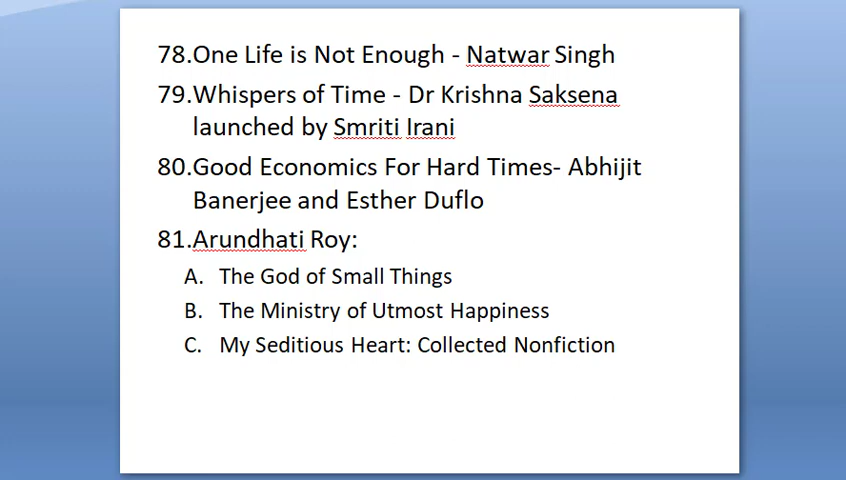 78.One Life is Not Enough - Natwar Singh
79.Whispers of Time - Dr Krishna Saksena
launched by Smriti Irani
80.Good Economics For Hard Times- Abhijit
Banerjee and Esther Duflo
81.Arundhati Roy:
A. The God of Small Things
B. The Ministry of Utmost Happiness
C. My Seditious Heart: Collected Nonfiction